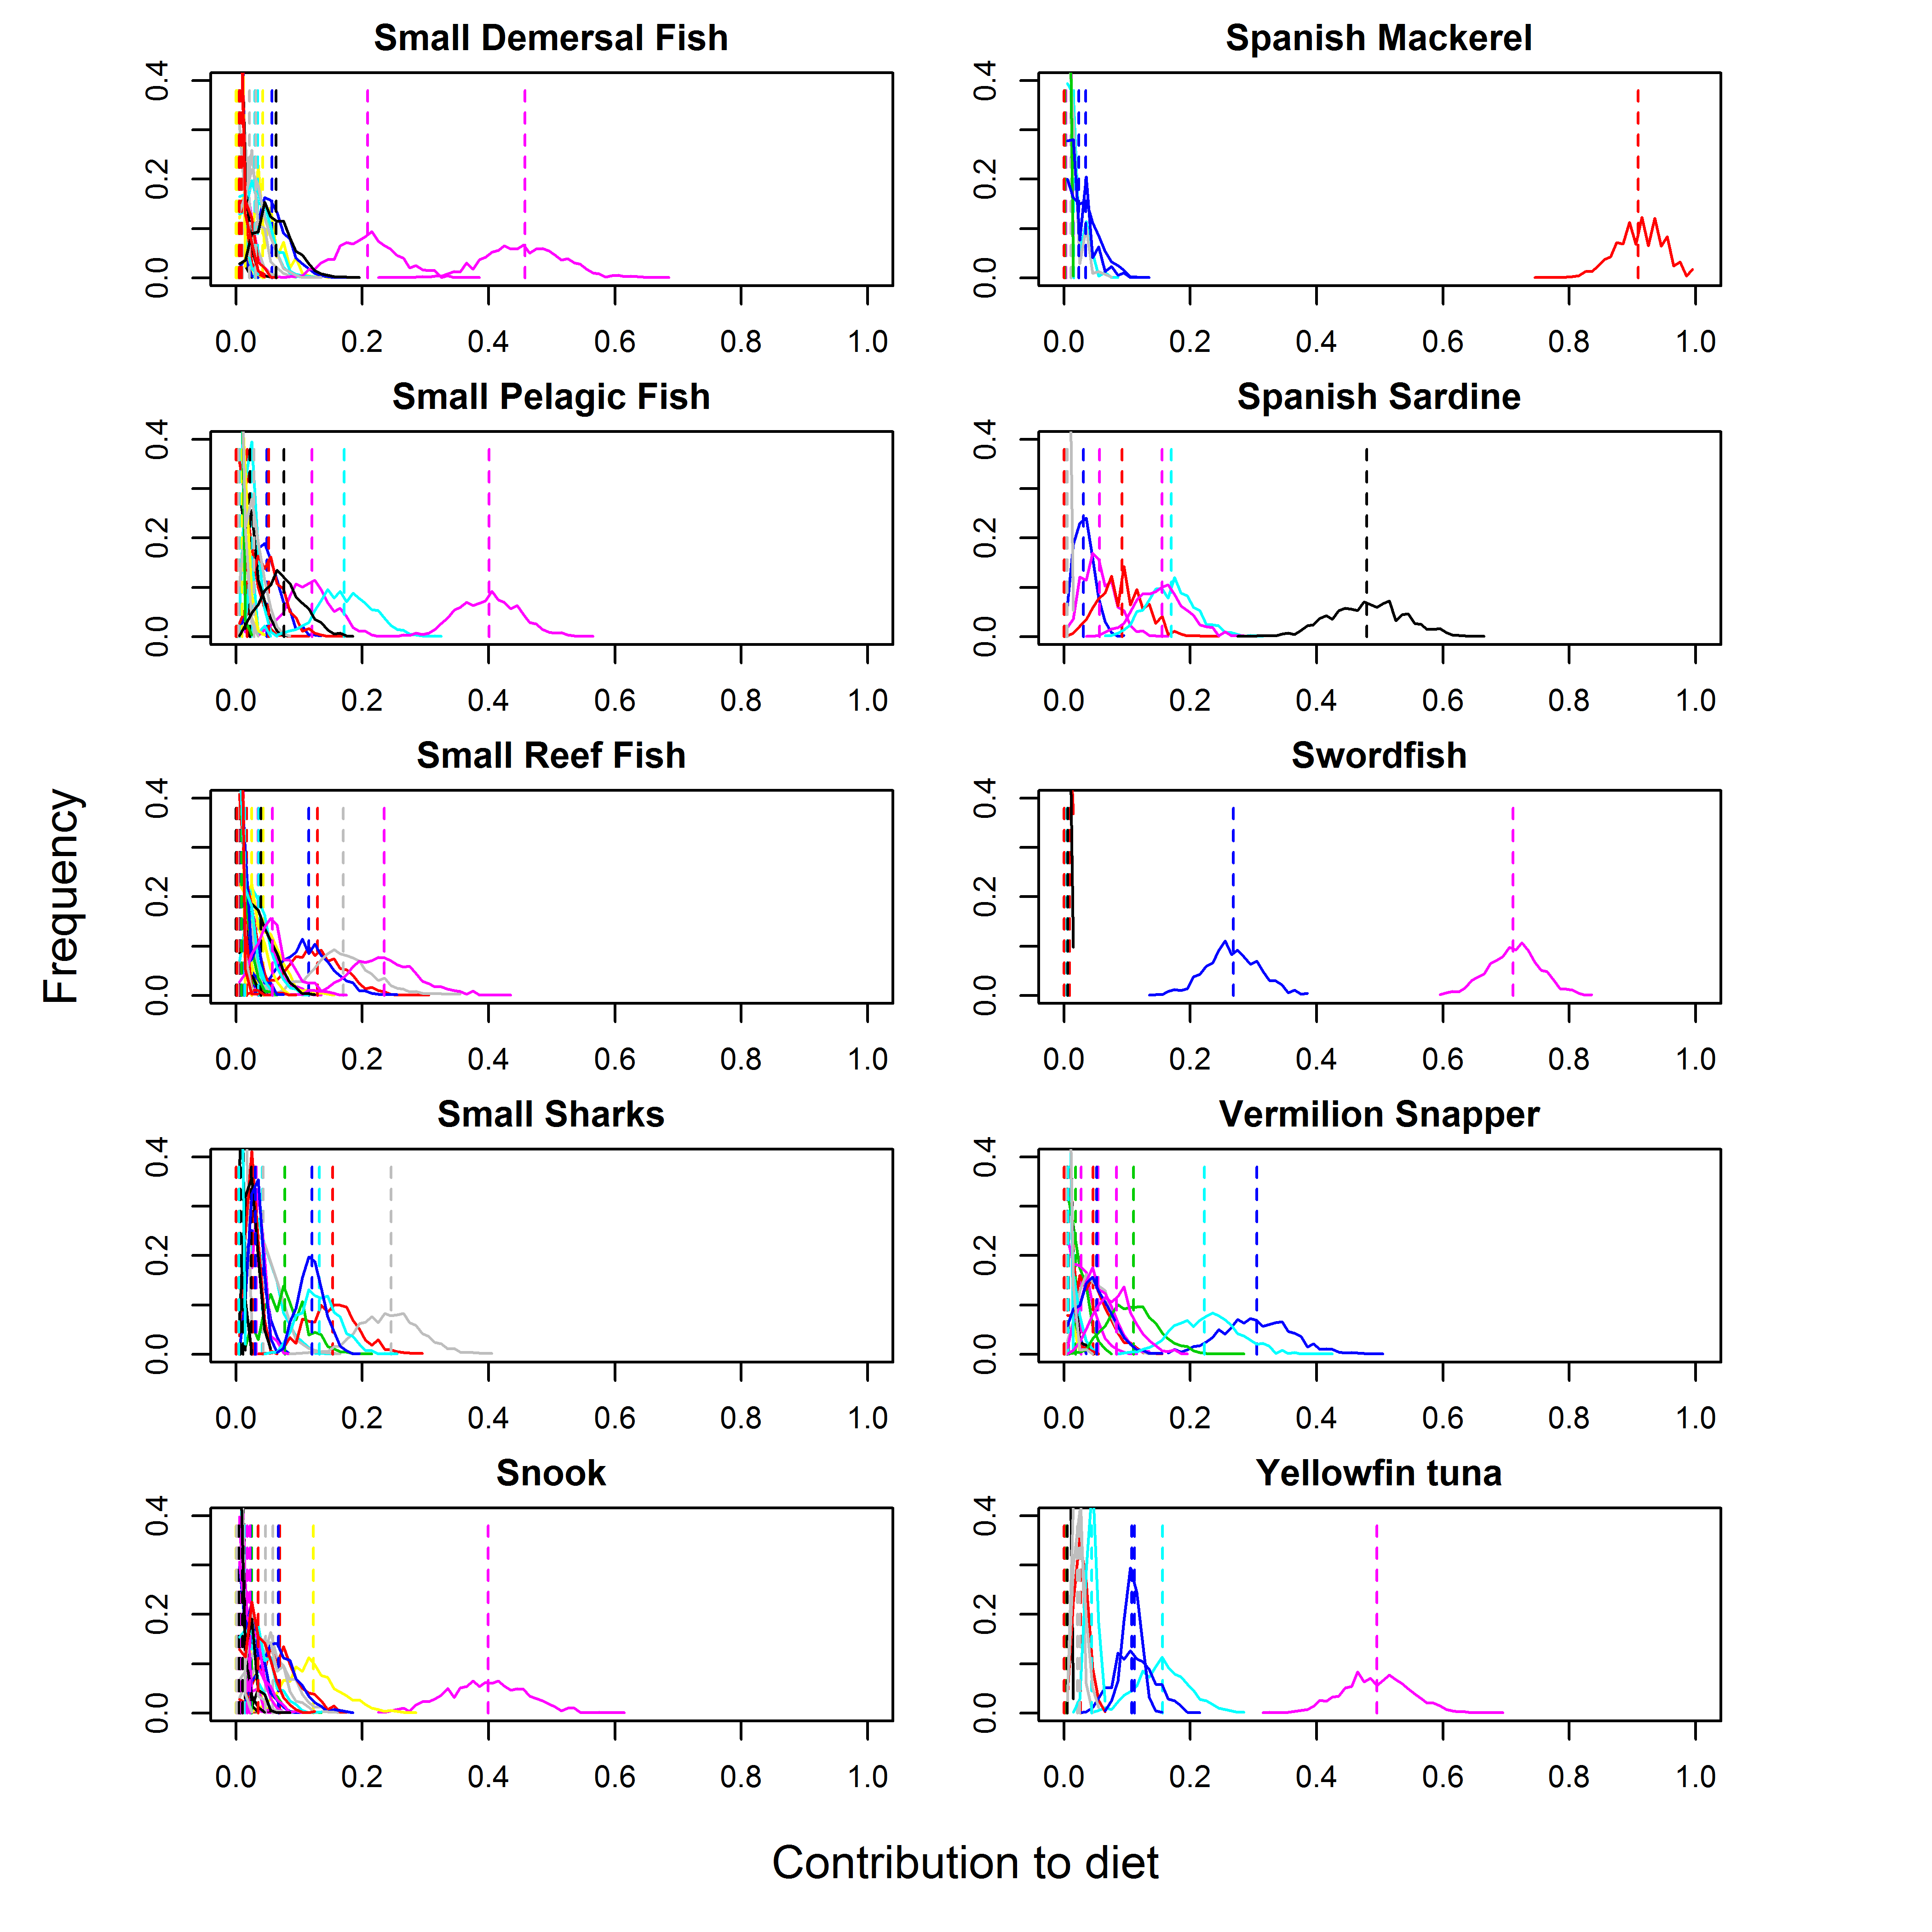 Small Demersal Fish
0.0 0.2 0.4
0.0 0.2 0.4 0.6 0.8 1.0
Spanish Mackerel
0.0 0.2 0.4
0.0 0.2 0.4 0.6 0.8 1.0
Small Pelagic Fish
0.0 0.2 0.4
0.0 0.2 0.4 0.6 0.8 1.0
Spanish Sardine
0.0 0.2 0.4
0.0 0.2 0.4 0.6 0.8 1.0
Small Reef Fish
0.0 0.2 0.4
0.0 0.2 0.4 0.6 0.8 1.0
Swordfish
0.0 0.2 0.4
0.0 0.2 0.4 0.6 0.8 1.0
Small Sharks
0.0 0.2 0.4
0.0 0.2 0.4 0.6 0.8 1.0
Vermilion Snapper
0.0 0.2 0.4
0.0 0.2 0.4 0.6 0.8 1.0
Snook
0.0 0.2 0.4
0.0 0.2 0.4 0.6 0.8 1.0
Yellowfin tuna
0.0 0.2 0.4
0.0 0.2 0.4 0.6 0.8 1.0
Frequency
Contribution to diet